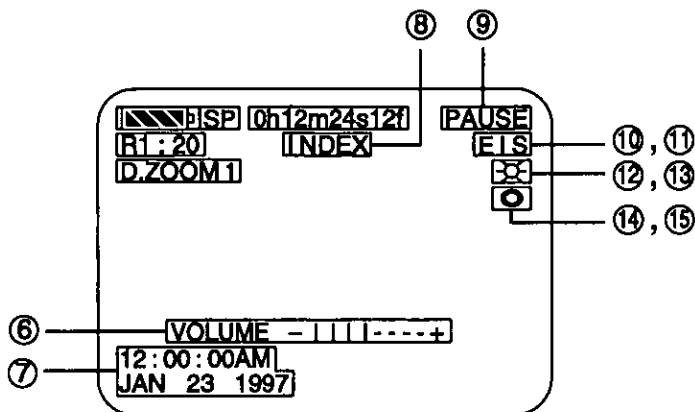 ⑧ ⑨
SP 0h12m24s12f PAUSE
R1:20 INDEX EIS ⑩, ⑪
D.ZOOM1 ⑫, ⑬
⑭, ⑮
⑥ VOLUME -||||----+
⑦ 12:00:00AM
JAN 23 1997